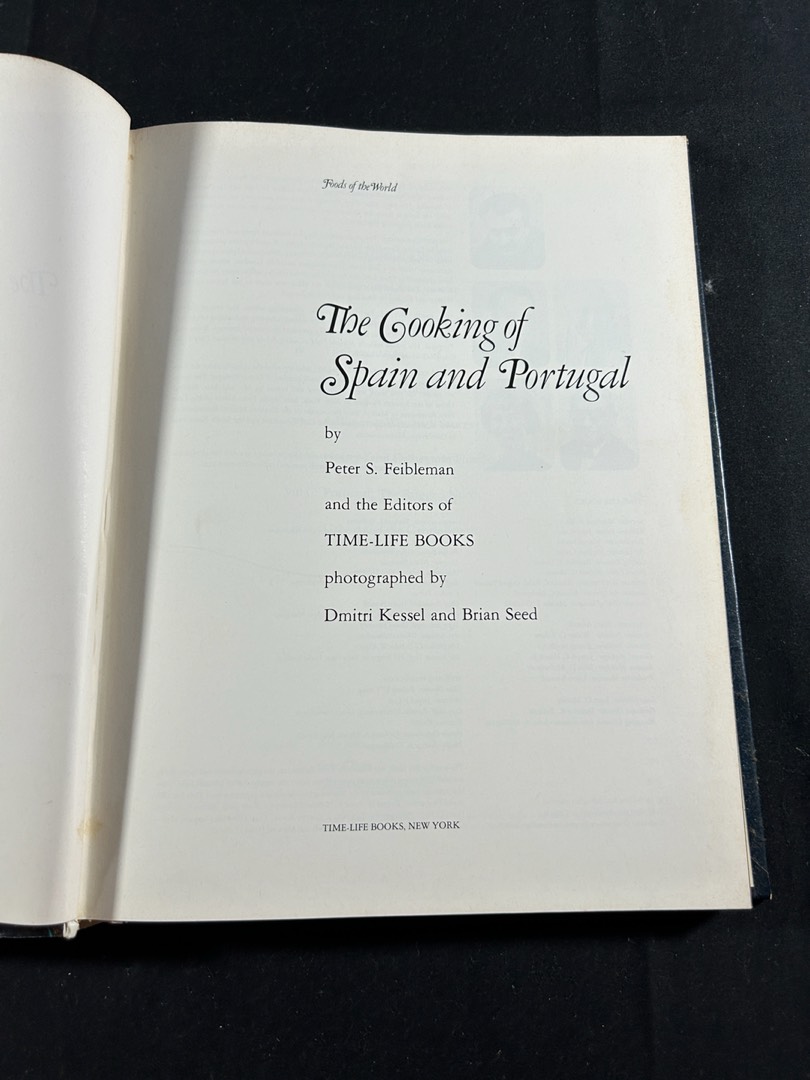 Foods of the World
The Cooking of
Spain and Portugal
by
Peter S. Feibleman
and the Editors of
TIME-LIFE BOOKS
photographed by
Dmitri Kessel and Brian Seed
TIME-LIFE BOOKS, NEW YORK